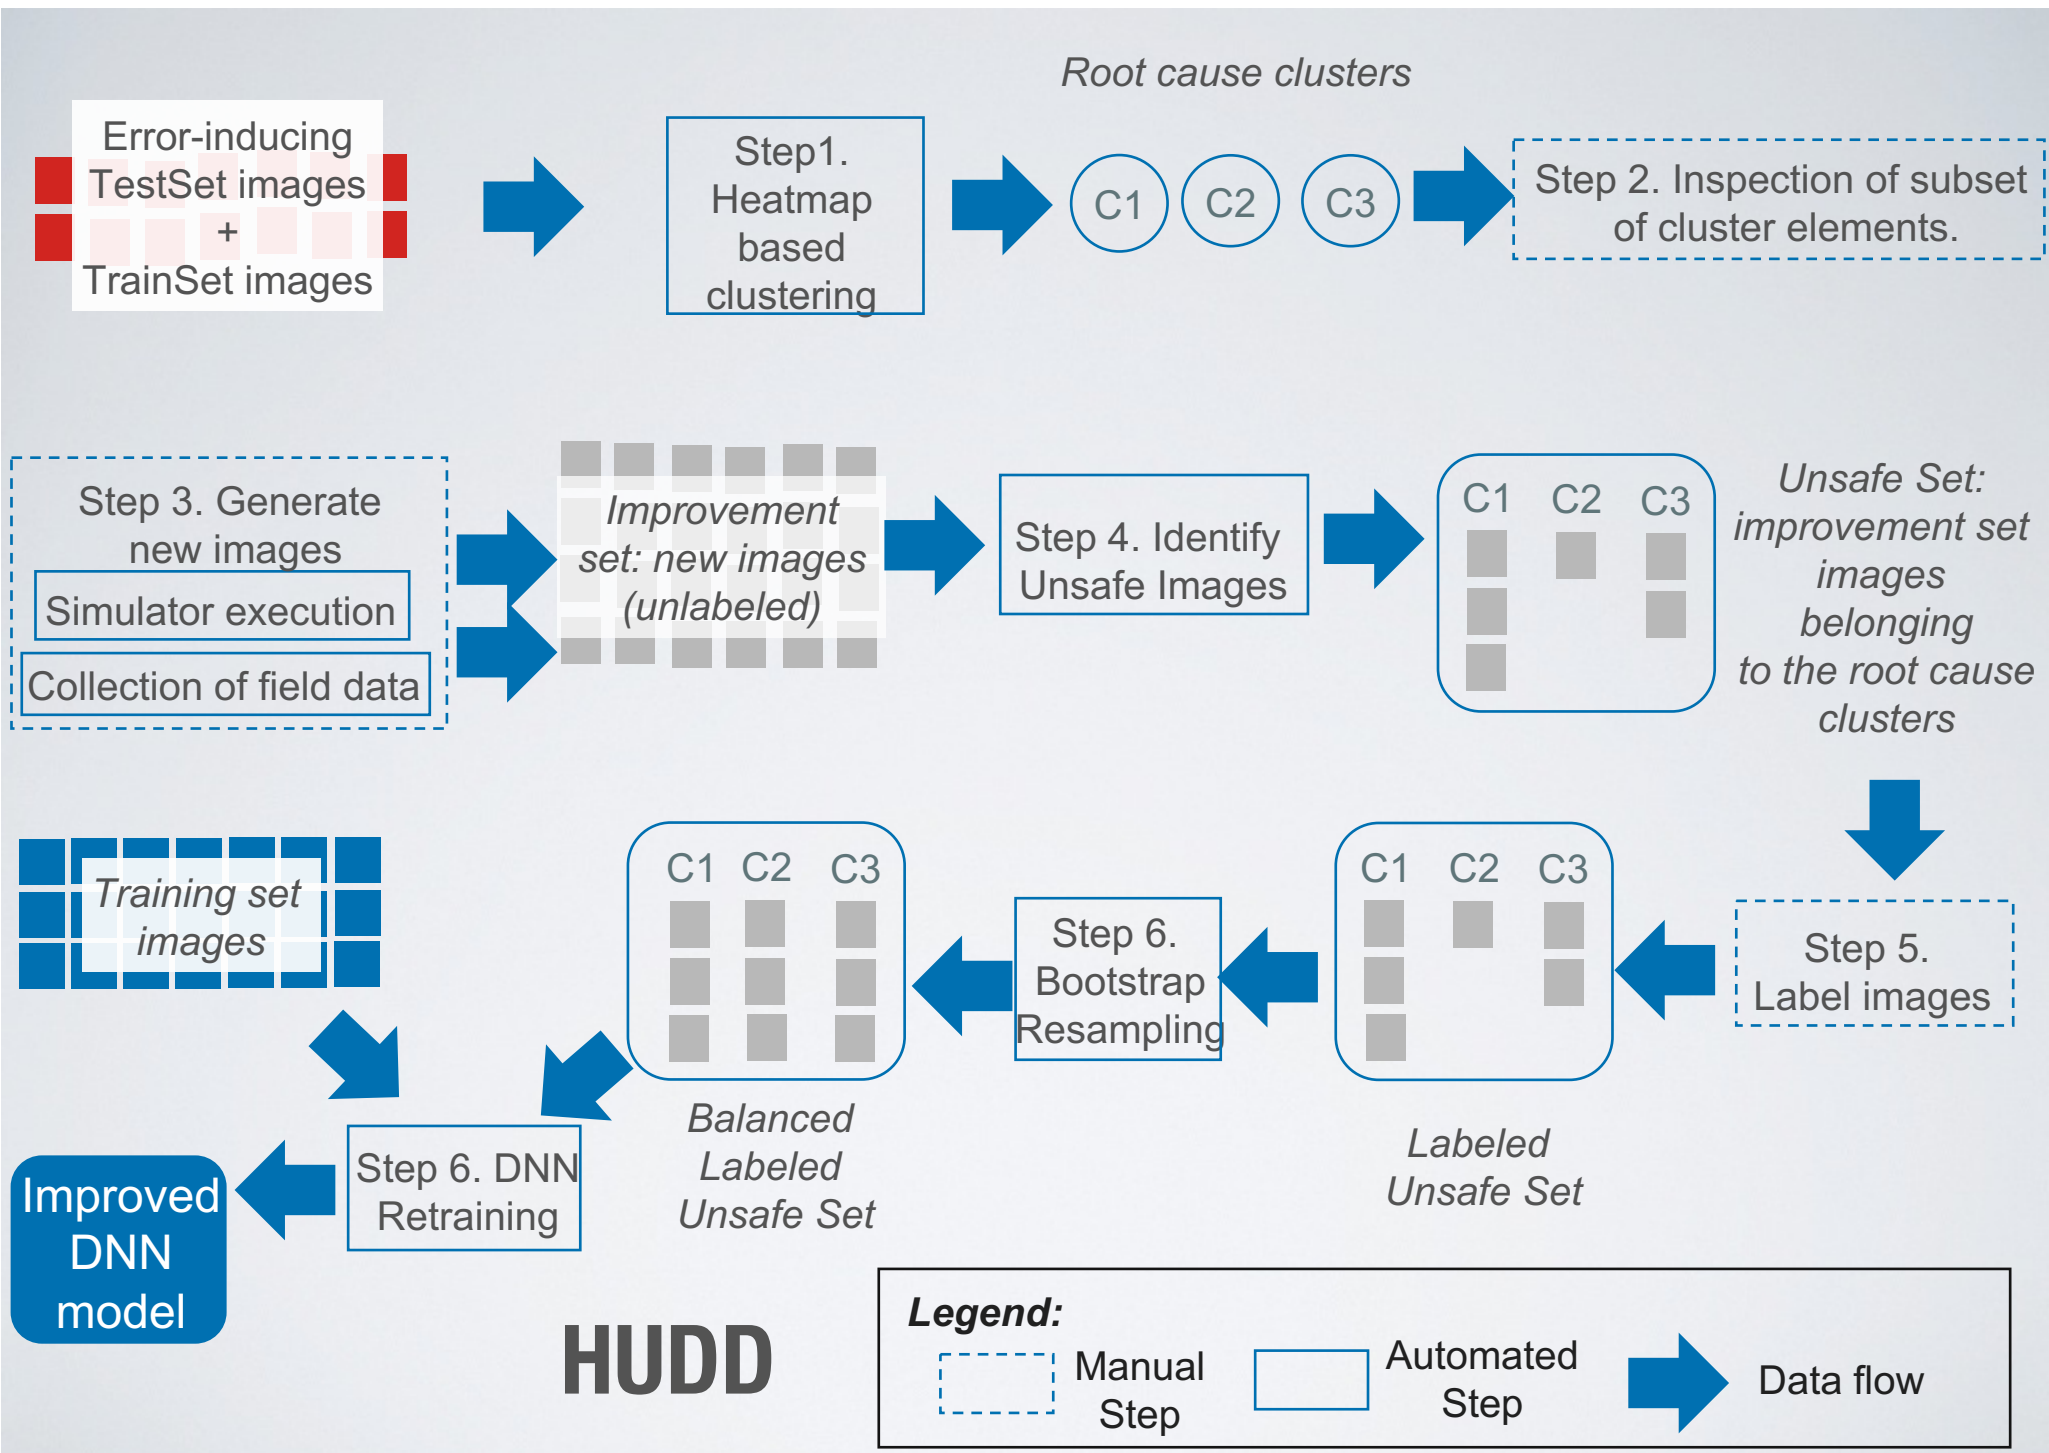 Root cause clusters
Error-inducing
TestSet images
+
TrainSet images
Step1.
Heatmap
based
clustering
C1
C2
C3
Step 2. Inspection of subset
of cluster elements.
Step 3. Generate
new images
Simulator execution
Collection of field data
Improvement
set: new images
(unlabeled)
Step 4. Identify
Unsafe Images
C1
C2
C3
Unsafe Set:
improvement set
images
belonging
to the root cause
clusters
Training set
images
C1
C2
C3
Balanced
Labeled
Unsafe Set
Step 6.
Bootstrap
Resampling
C1
C2
C3
Labeled
Unsafe Set
Step 5.
Label images
Step 6. DNN
Retraining
Improved
DNN
model
HUDD
Legend:
Manual
Step
Automated
Step
Data flow